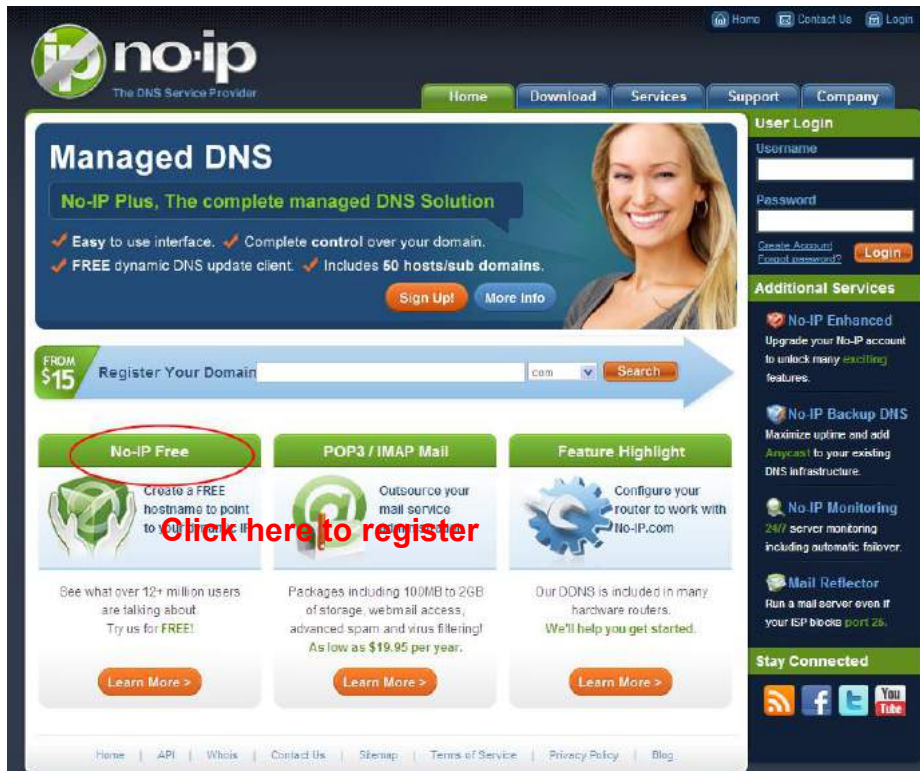 Home Contact Us Login
ip no·ip
The DNS Service Provider
Home Download Services Support Company
Managed DNS
No-IP Plus, The complete managed DNS Solution
Easy to use interface. Complete control over your domain.
FREE dynamic DNS update client. Includes 50 hosts/sub domains.
Sign Up! More Info
User Login
Username
Password
Create Account
Forgot password?
Login
FROM
$15
Register Your Domain
com
Search
Additional Services
No-IP Enhanced
Upgrade your No-IP account
to unlock many exciting
features.
No-IP Backup DNS
Maximize uptime and add
Anycast to your existing
DNS infrastructure.
No-IP Monitoring
24/7 server monitoring
including automatic failover.
Mail Reflector
Run a mail server even if
your ISP blocks port 25.
Stay Connected
You
Tube
No-IP Free
Create a FREE
hostname to point
to your dynamic IP
Click here to register
See what over 12+ million users
are talking about.
Try us for FREE!
Learn More >
POP3 / IMAP Mail
Outsource your
mail service
Packages including 100MB to 2GB
of storage, webmail access,
advanced spam and virus filtering!
As low as $19.95 per year.
Learn More >
Feature Highlight
Configure your
router to work with
No-IP.com
Our DDNS is included in many
hardware routers.
We'll help you get started.
Learn More >
Home | API | Whois | Contact Us | Sitemap | Terms of Service | Privacy Policy | Blog